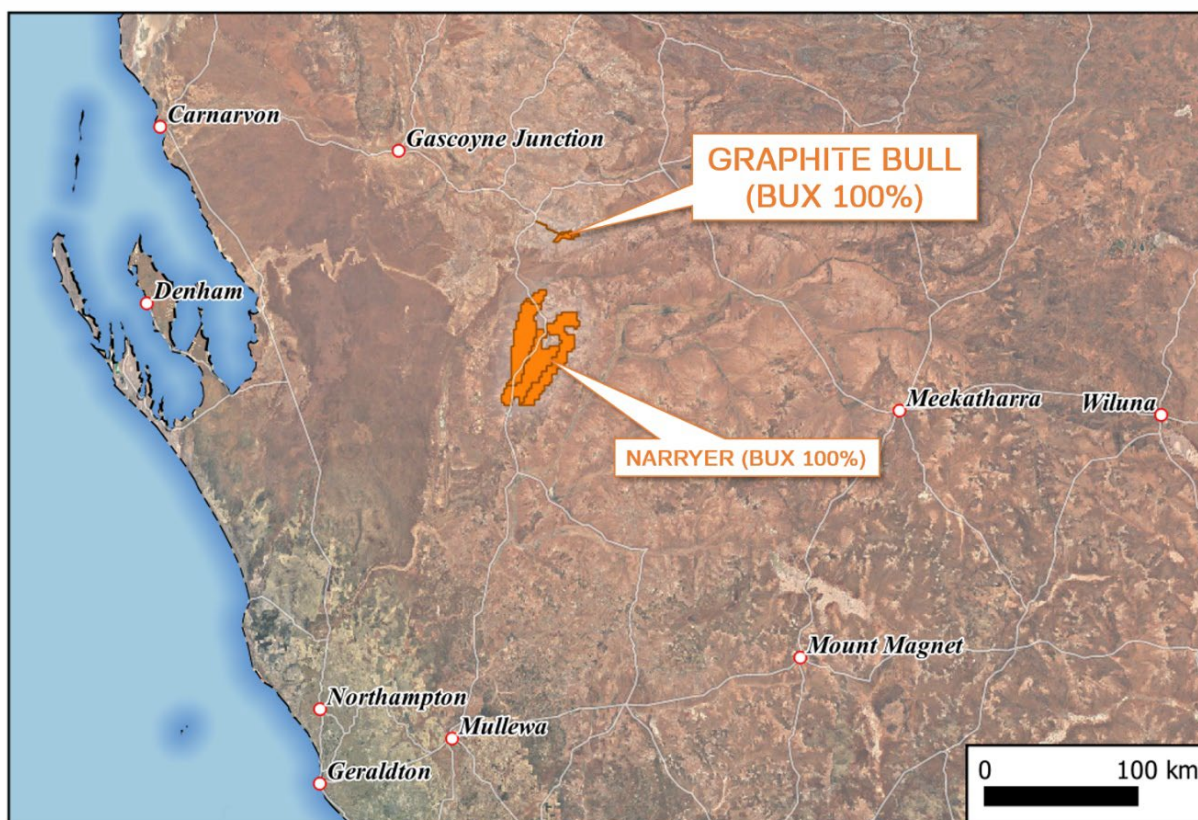 Carnarvon
Gascoyne Junction
GRAPHITE BULL
(BUX 100%)
Denham
Meekatharra
Wiluna
NARRYER (BUX 100%)
Mount Magnet
Northampton
Mullewa
Geraldton
0 100 km